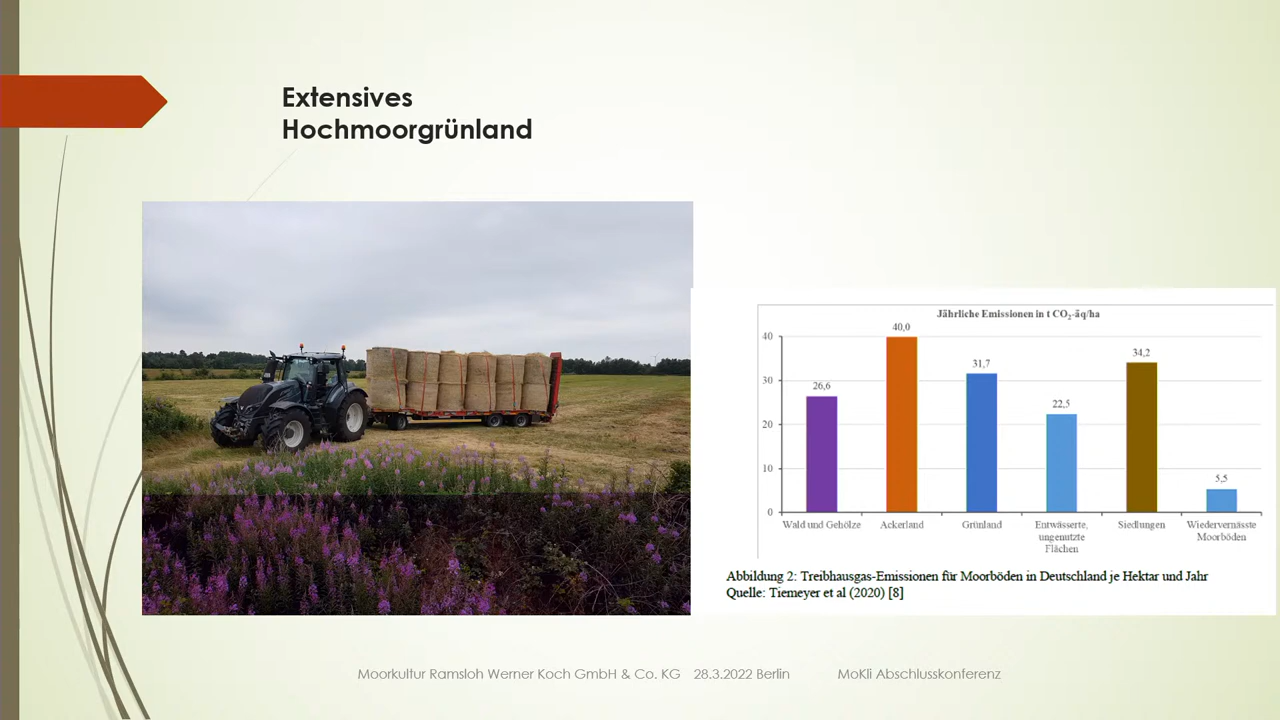 Extensives
Hochmoorgrünland
Jährliche Emissionen in t CO₂-äq/ha
40
30
20
10
0
26,6
40,0
31,7
22,5
34,2
5,5
Wald und Gehölze
Ackerland
Grünland
Entwässerte,
ungenutzte
Flächen
Siedlungen
Wiedervernässte
Moorböden
Abbildung 2: Treibhausgas-Emissionen für Moorböden in Deutschland je Hektar und Jahr
Quelle: Tiemeyer et al (2020) [8]
Moorkultur Ramsloh Werner Koch GmbH & Co. KG 28.3.2022 Berlin MoKli Abschlusskonferenz